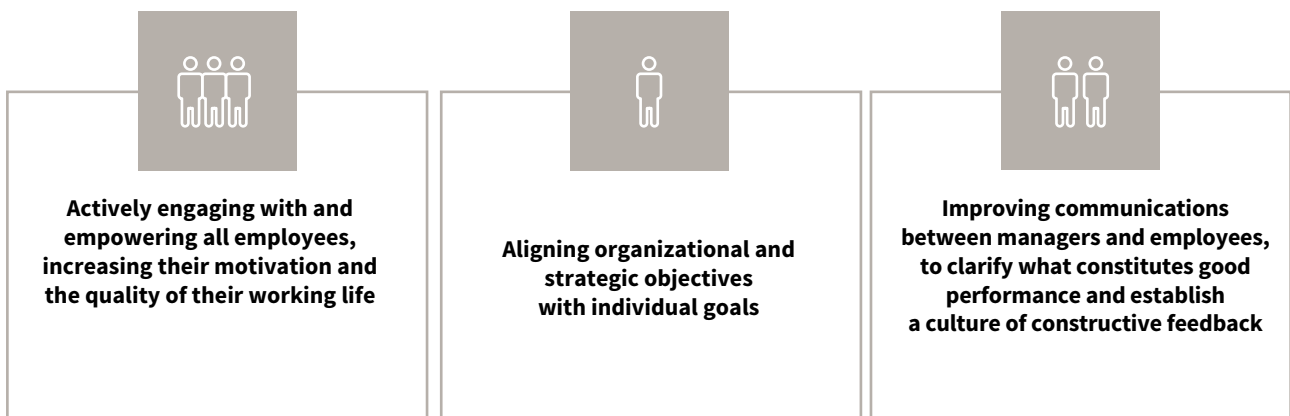 Actively engaging with and
empowering all employees,
increasing their motivation and
the quality of their working life
Aligning organizational and
strategic objectives
with individual goals
Improving communications
between managers and employees,
to clarify what constitutes good
performance and establish
a culture of constructive feedback